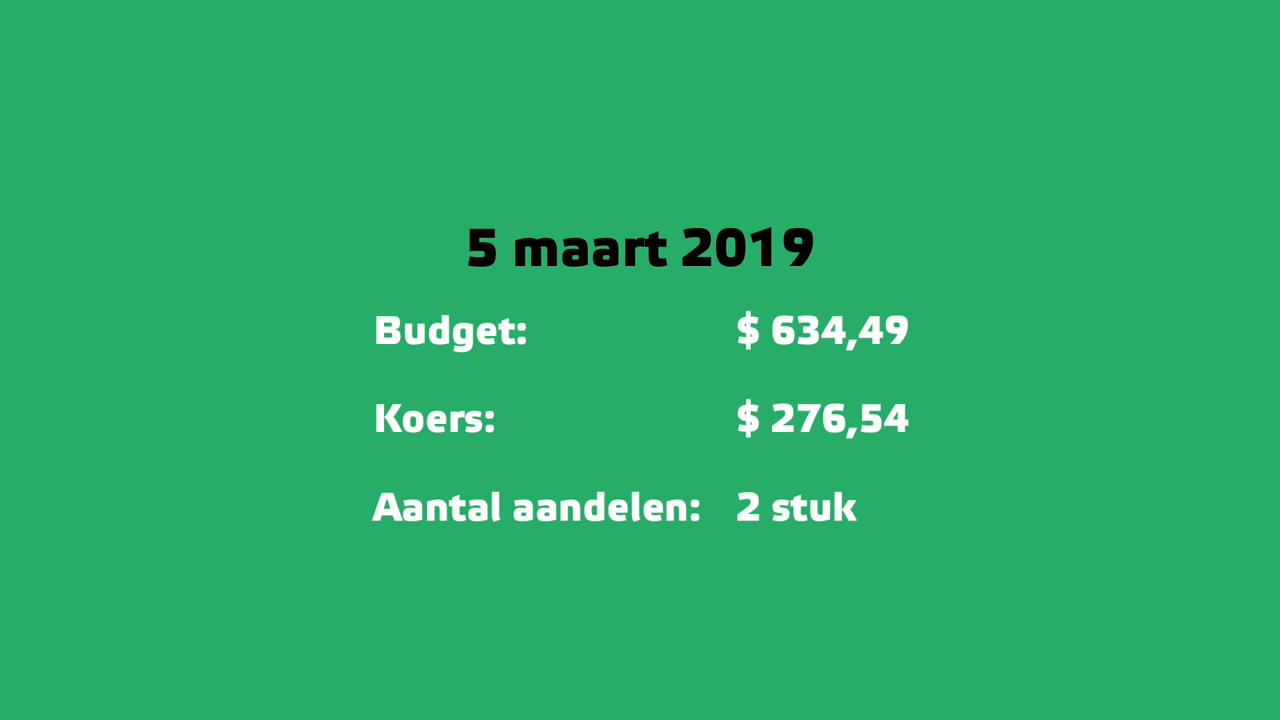 5 maart 2019
Budget: $ 634,49
Koers: $ 276,54
Aantal aandelen: 2 stuk